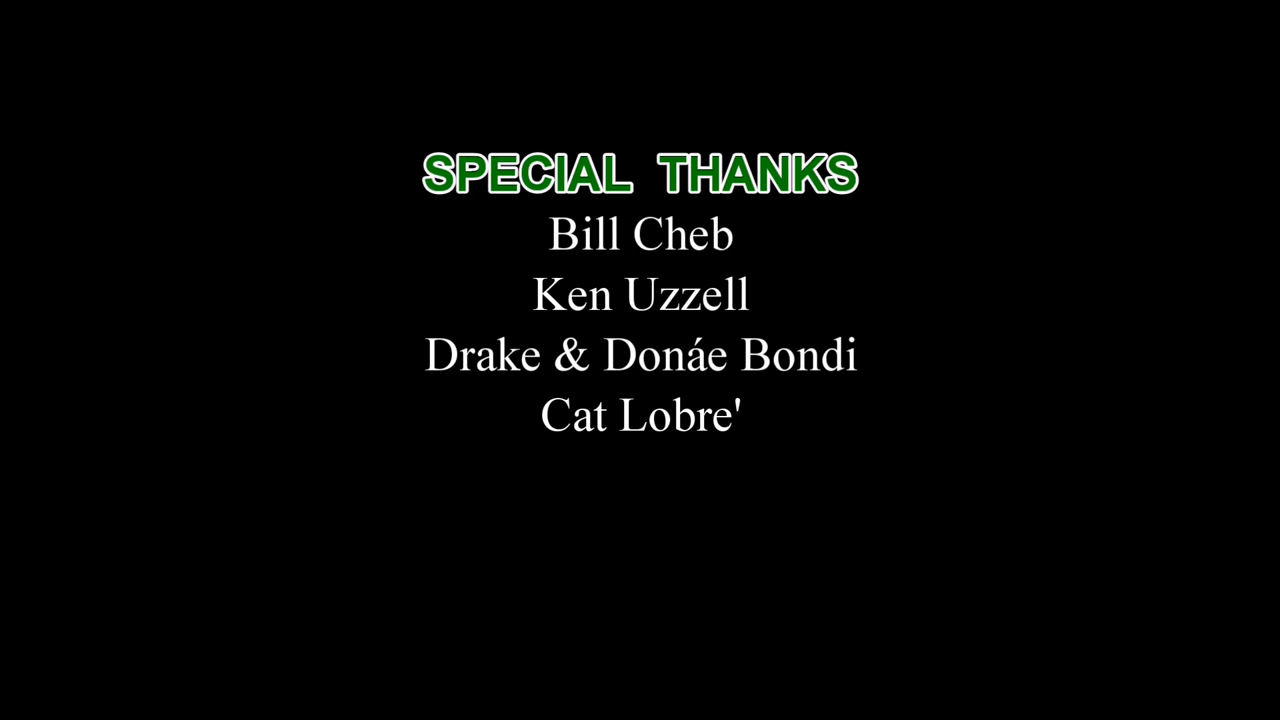 SPECIAL THANKS
Bill Cheb
Ken Uzzell
Drake & Donáe Bondi
Cat Lobre'